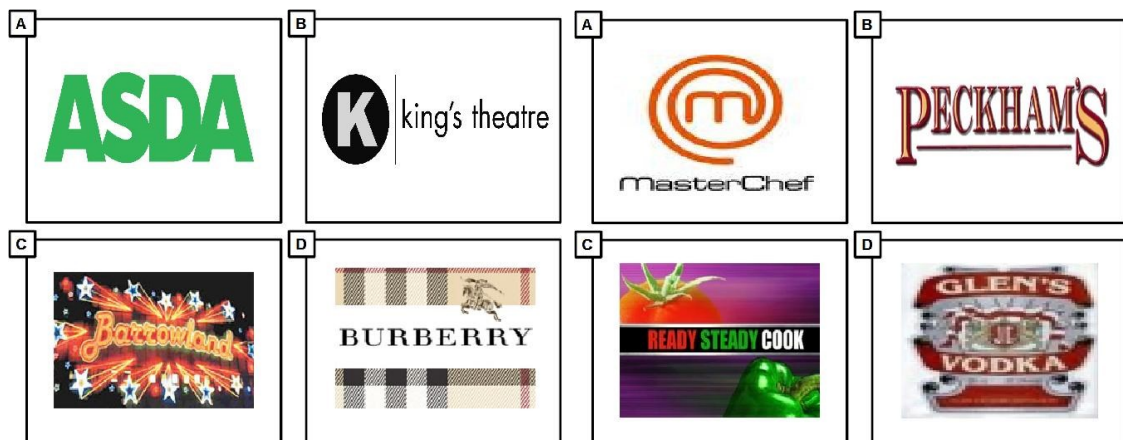 A
ASDA
B
K
king's theatre
C
Barrowland
D
BURBERRY
A
m
MasterChef
B
PECKHAM'S
C
READY STEADY COOK
D
GLEN'S
VODKA